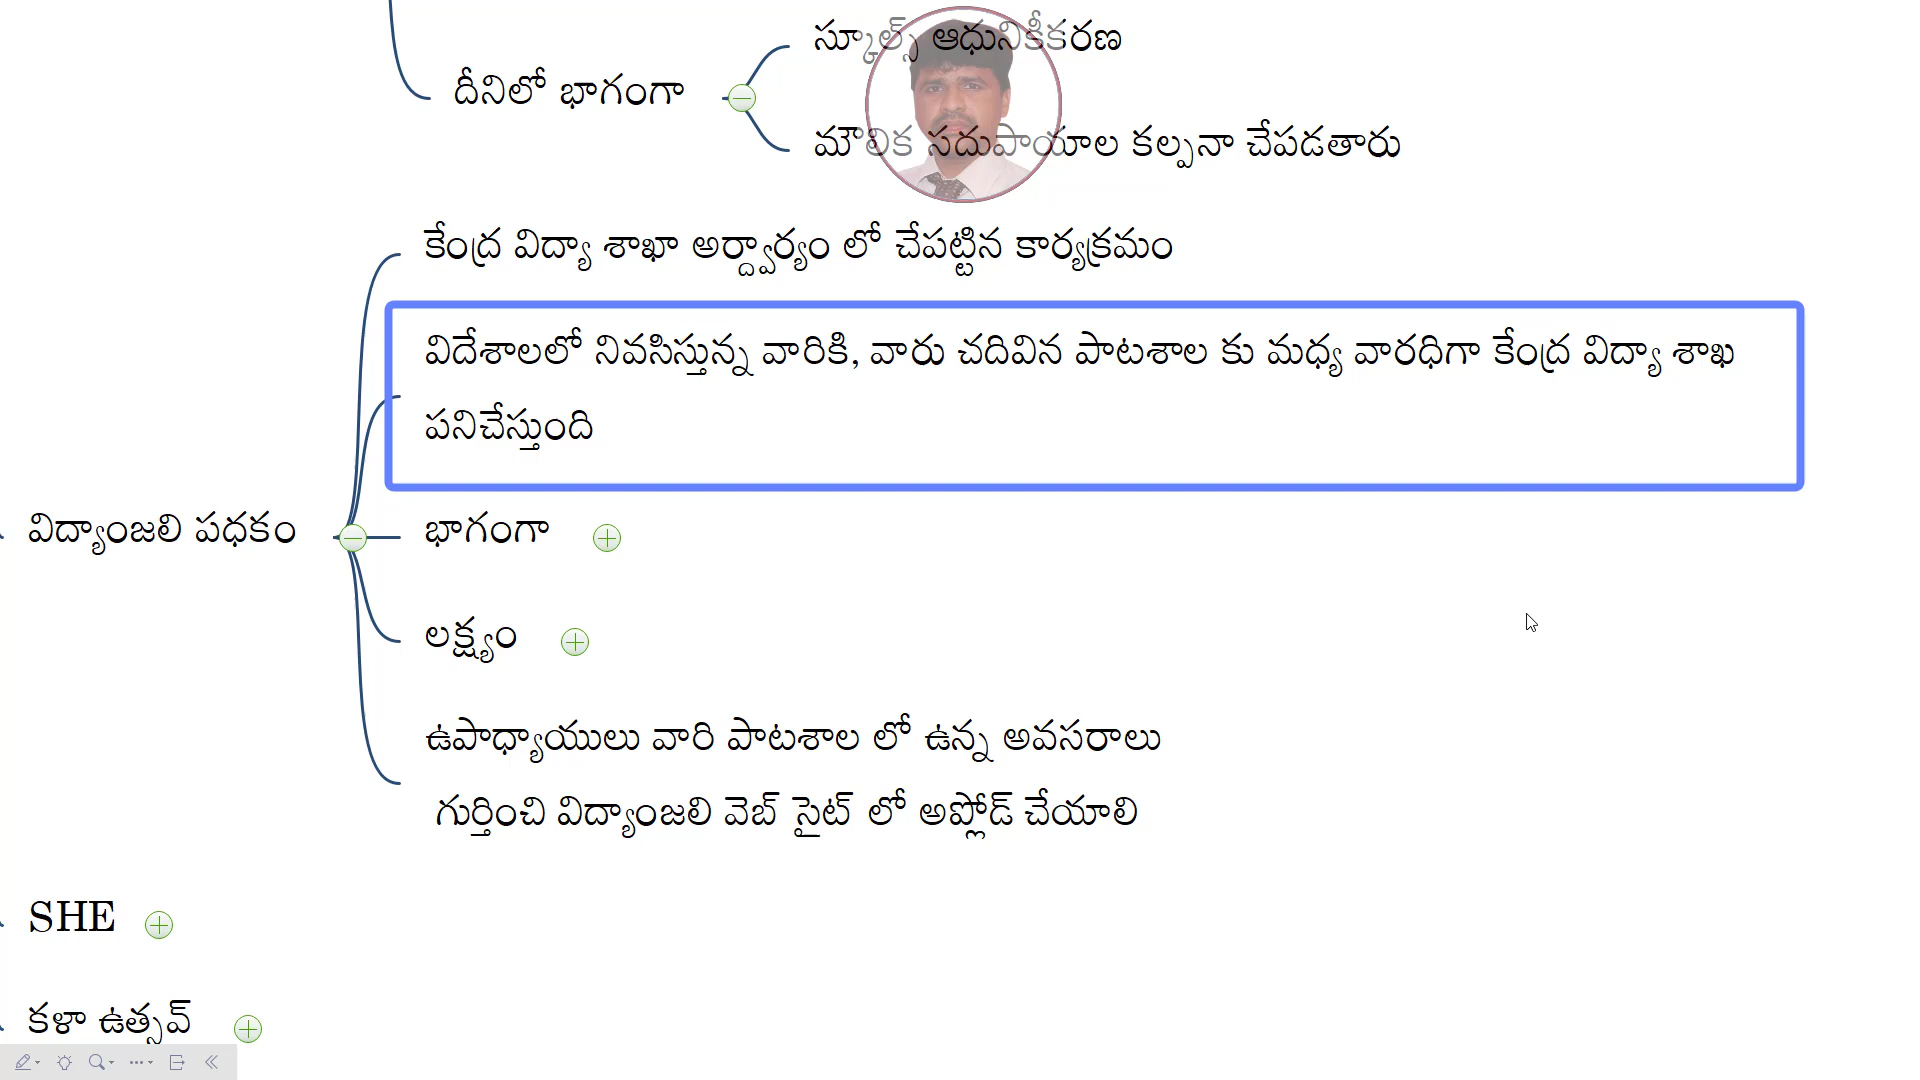 స్కూల్స్ ఆధునికీకరణ
దీనిలో భాగంగా
మౌలిక సదుపాయాల కల్పనా చేపడతారు
కేంద్ర విద్యా శాఖా అర్ద్వార్యం లో చేపట్టిన కార్యక్రమం
విదేశాలలో నివసిస్తున్న వారికి, వారు చదివిన పాటశాల కు మధ్య వారధిగా కేంద్ర విద్యా శాఖ
పనిచేస్తుంది
విద్యాంజలి పధకం
భాగంగా
లక్ష్యం
ఉపాధ్యాయులు వారి పాటశాల లో ఉన్న అవసరాలు
గుర్తించి విద్యాంజలి వెబ్ సైట్ లో అప్లోడ్ చేయాలి
SHE
కళా ఉత్సవ్